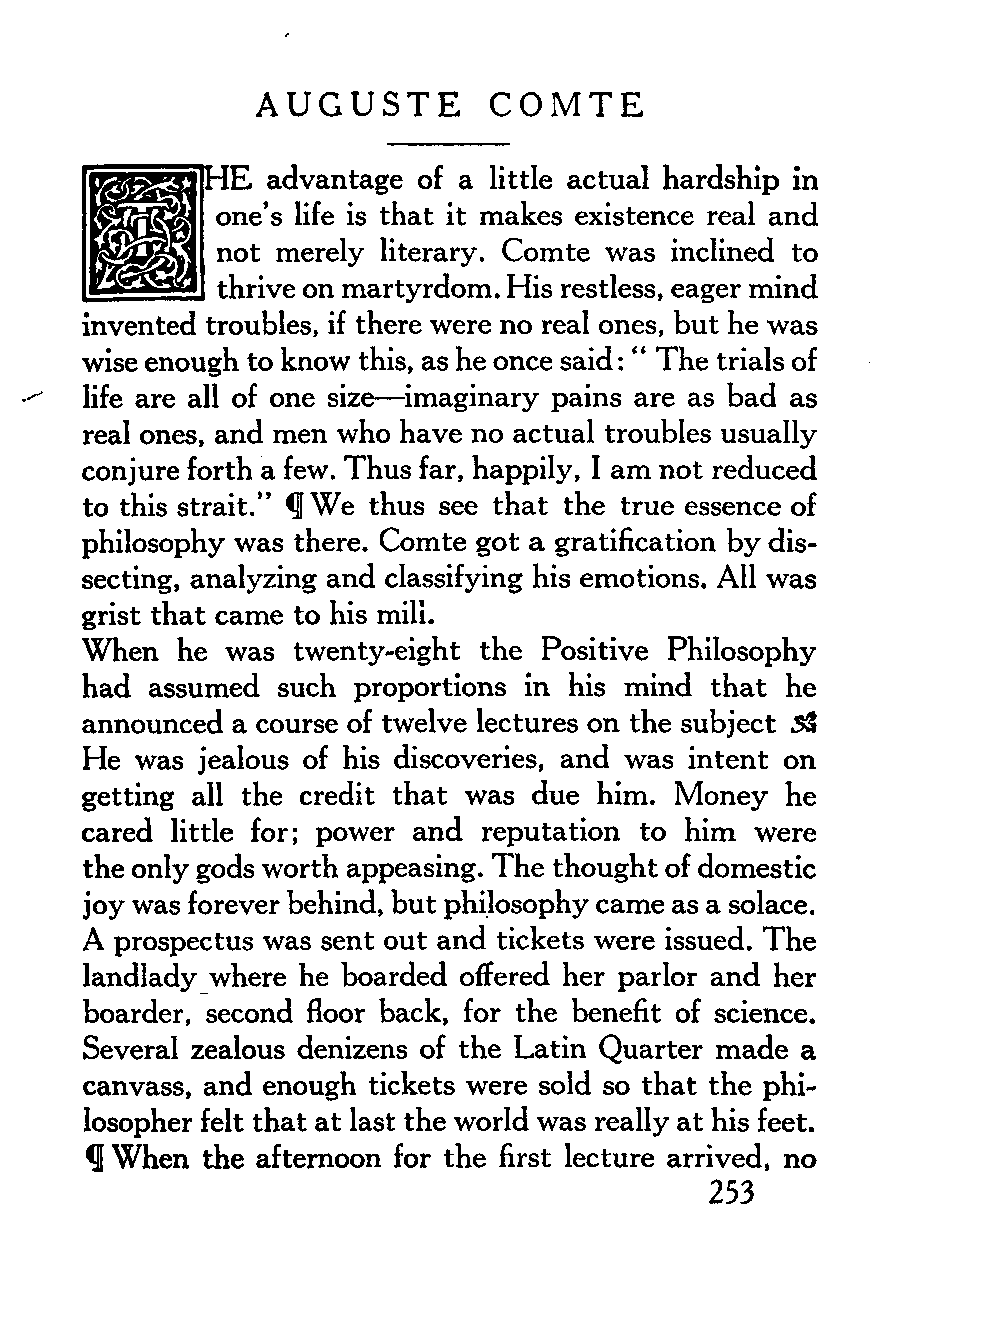 AUGUSTE COMTE
THE advantage of a little actual hardship in
one's life is that it makes existence real and
not merely literary. Comte was inclined to
thrive on martyrdom. His restless, eager mind
invented troubles, if there were no real ones, but he was
wise enough to know this, as he once said: “ The trials of
life are all of one size—imaginary pains are as bad as
real ones, and men who have no actual troubles usually
conjure forth a few. Thus far, happily, I am not reduced
to this strait.” ¶ We thus see that the true essence of
philosophy was there. Comte got a gratification by dis-
secting, analyzing and classifying his emotions. All was
grist that came to his mill.
When he was twenty-eight the Positive Philosophy
had assumed such proportions in his mind that he
announced a course of twelve lectures on the subject
He was jealous of his discoveries, and was intent on
getting all the credit that was due him. Money he
cared little for; power and reputation to him were
the only gods worth appeasing. The thought of domestic
joy was forever behind, but philosophy came as a solace.
A prospectus was sent out and tickets were issued. The
landlady where he boarded offered her parlor and her
boarder, second floor back, for the benefit of science.
Several zealous denizens of the Latin Quarter made a
canvass, and enough tickets were sold so that the phi-
losopher felt that at last the world was really at his feet.
¶ When the afternoon for the first lecture arrived, no
253